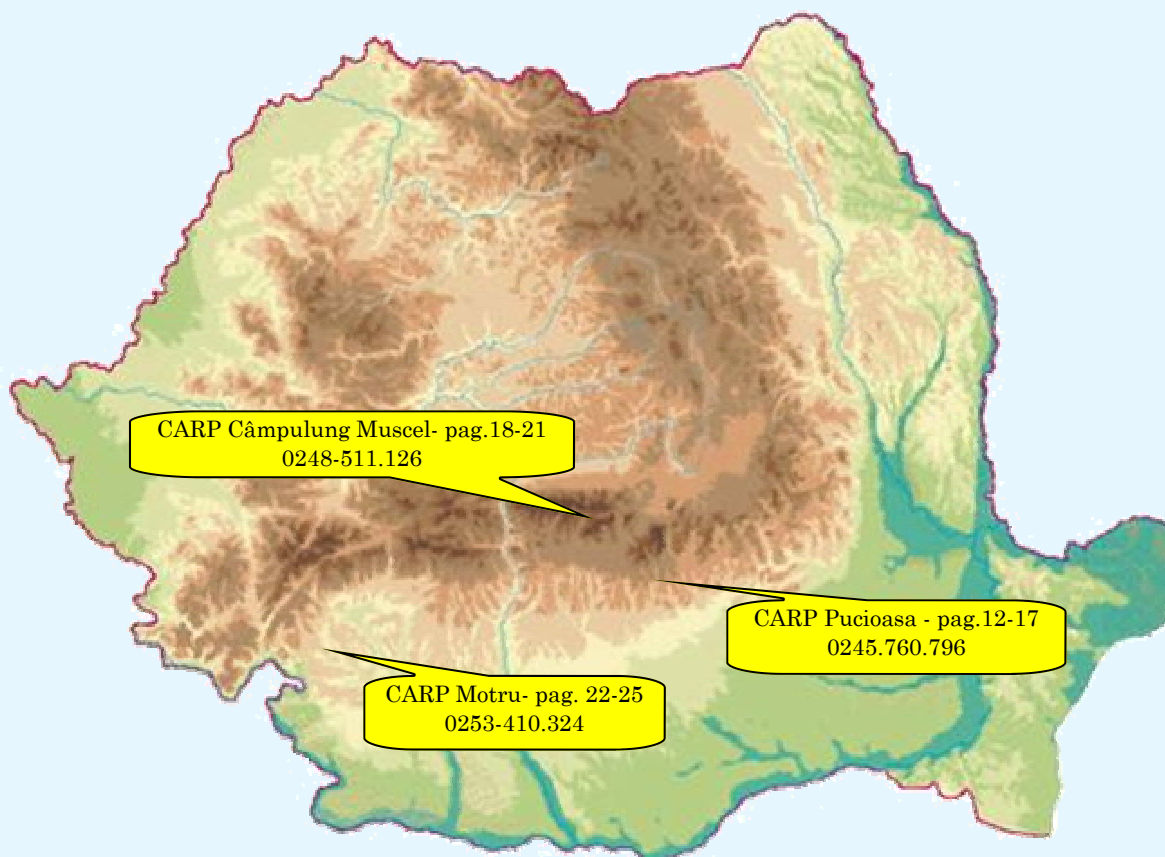 CARP Câmpulung Muscel- pag.18-21
0248-511.126
CARP Pucioasa - pag.12-17
0245.760.796
CARP Motru- pag. 22-25
0253-410.324